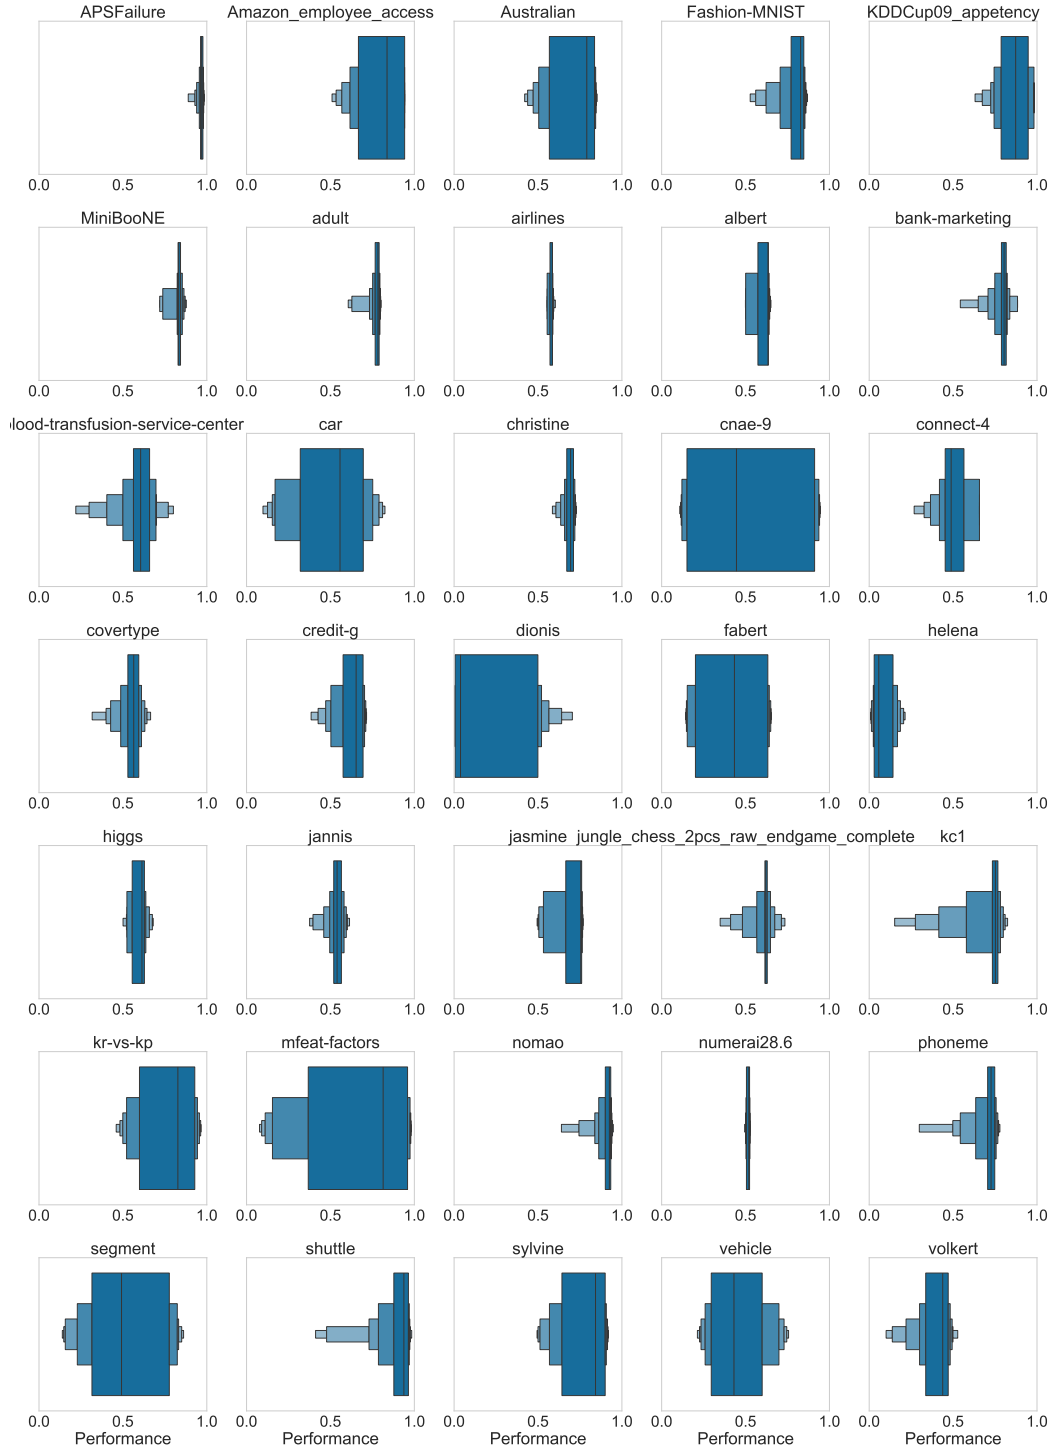 APSFailure Amazon_employee_access Australian Fashion-MNIST KDDCup09_appetency
0.0 0.5 1.0 0.0 0.5 1.0 0.0 0.5 1.0 0.0 0.5 1.0 0.0 0.5 1.0
MiniBooNE adult airlines albert bank-marketing
0.0 0.5 1.0 0.0 0.5 1.0 0.0 0.5 1.0 0.0 0.5 1.0 0.0 0.5 1.0
lood-transfusion-service-center car christine cnae-9 connect-4
0.0 0.5 1.0 0.0 0.5 1.0 0.0 0.5 1.0 0.0 0.5 1.0 0.0 0.5 1.0
covertype credit-g dionis fabert helena
0.0 0.5 1.0 0.0 0.5 1.0 0.0 0.5 1.0 0.0 0.5 1.0 0.0 0.5 1.0
higgs jannis jasmine jungle_chess_2pcs_raw_endgame_complete kc1
0.0 0.5 1.0 0.0 0.5 1.0 0.0 0.5 1.0 0.0 0.5 1.0 0.0 0.5 1.0
kr-vs-kp mfeat-factors nomao numerai28.6 phoneme
0.0 0.5 1.0 0.0 0.5 1.0 0.0 0.5 1.0 0.0 0.5 1.0 0.0 0.5 1.0
segment shuttle sylvine vehicle volkert
0.0 0.5 1.0 0.0 0.5 1.0 0.0 0.5 1.0 0.0 0.5 1.0 0.0 0.5 1.0
Performance Performance Performance Performance Performance